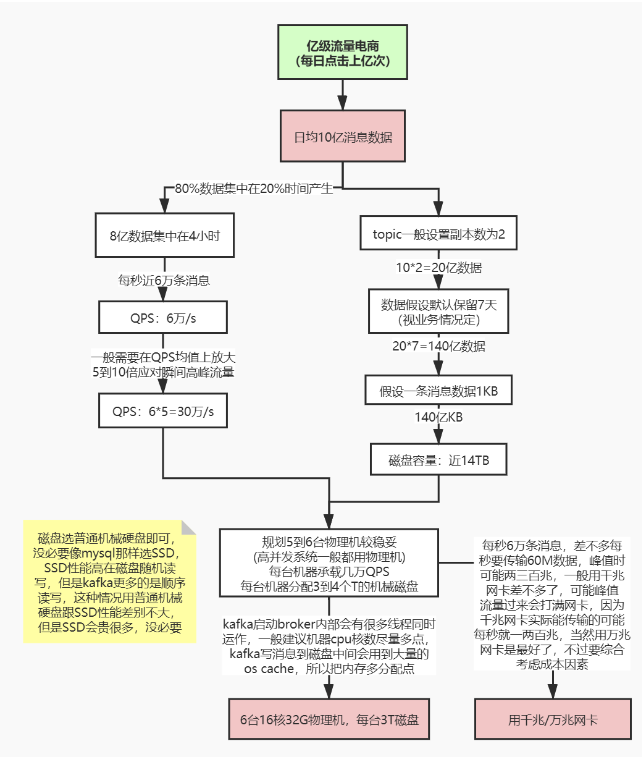 亿级流量电商
（每日点击上亿次）
日均10亿消息数据
80%数据集中在20%时间产生
8亿数据集中在4小时
每秒近6万条消息
QPS：6万/s
一般需要在QPS均值上放大
5到10倍应对瞬间高峰流量
QPS：6*5=30万/s
topic一般设置副本数为2
10*2=20亿数据
数据假设默认保留7天
（视业务情况定）
20*7=140亿数据
假设一条消息数据1KB
140亿KB
磁盘容量：近14TB
磁盘选普通机械硬盘即可，
没必要像mysql那样选SSD，
SSD性能高在磁盘随机读
写，但是kafka更多的是顺序
读写，这种情况用普通机械
硬盘跟SSD性能差别不大，
但是SSD会贵很多，没必要
规划5到6台物理机较稳妥
（高并发系统一般都用物理机）
每台机器承载几万QPS
每台机器分配3到4个T的机械磁盘
kafka启动broker内部会有很多线程同时
运作，一般建议机器cpu核数尽量多点，
kafka写消息到磁盘中间会用到大量的
os cache，所以把内存多分配点
6台16核32G物理机，每台3T磁盘
每秒6万条消息，差不多每
秒要传输60M数据，峰值时
可能两三百兆，一般用千兆
网卡差不多了，可能峰值
流量过来会打满网卡，因为
千兆网卡实际能传输的可能
每秒就一两百兆，当然用万兆
网卡是最好了，不过要综合
考虑成本因素
用千兆/万兆网卡